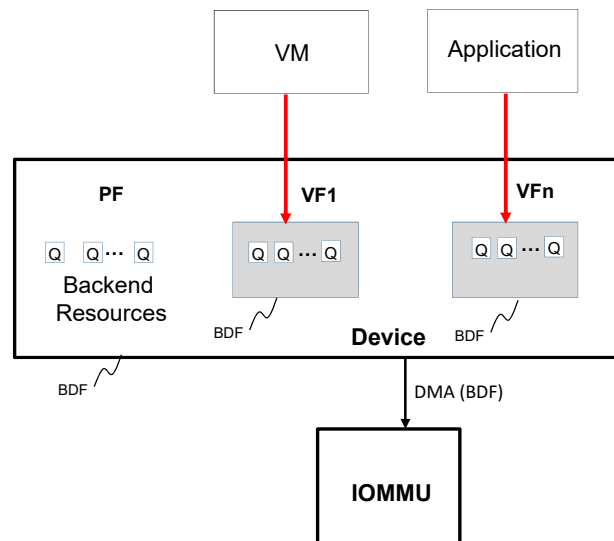 VM
Application
PF
VF1
VFn
Q Q... Q
Q Q ... Q
Q Q ... Q
Backend
Resources
BDF
Device
BDF
BDF
DMA (BDF)
IOMMU